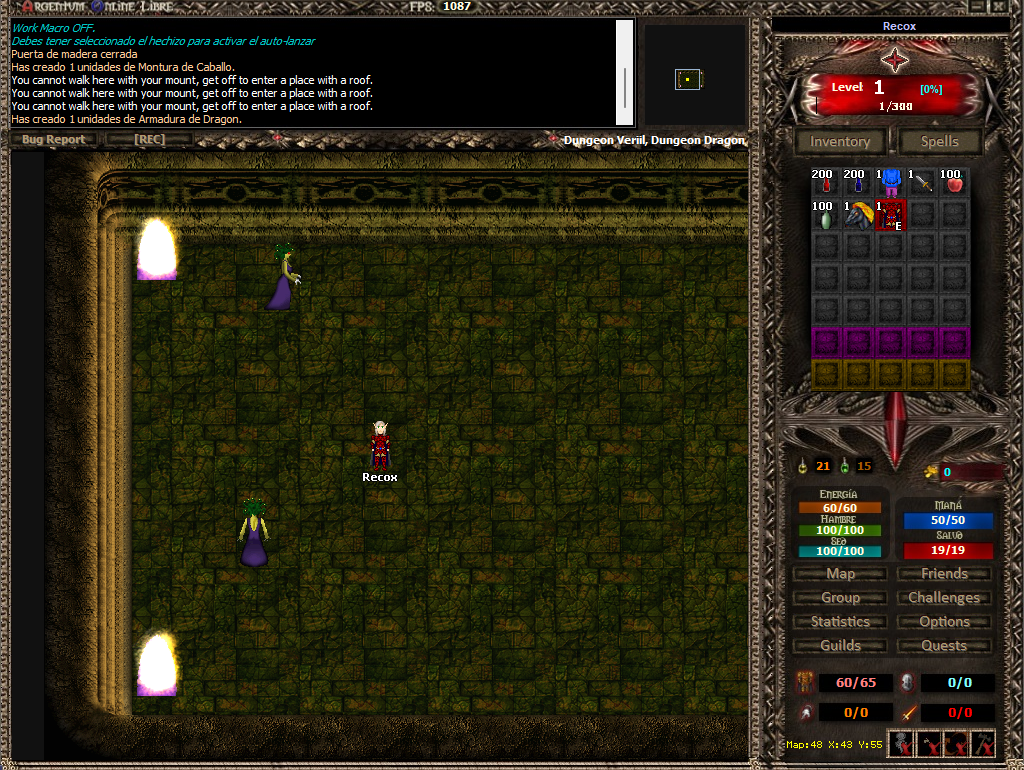 Argentum Online Libre
FPS: 1087
Work Macro OFF.
Debes tener seleccionado el hechizo para activar el auto-lanzar
Puerta de madera cerrada
Has creado 1 unidades de Montura de Caballo.
You cannot walk here with your mount, get off to enter a place with a roof.
You cannot walk here with your mount, get off to enter a place with a roof.
You cannot walk here with your mount, get off to enter a place with a roof.
Has creado 1 unidades de Armadura de Dragon.
Bug Report
[REC]
Dungeon Veriil, Dungeon Dragon,
Recox
Recox
Level 1 [0%]
1/300
Inventory Spells
200 200 1 1 100
100 1 1
E
21 15 0
Energía
60/60
Hambre
100/100
Sed
100/100
Maná
50/50
Salud
19/19
Map Friends
Group Challenges
Statistics Options
Guilds Quests
60/65 0/0
0/0 0/0
Map:48 X:43 Y:55